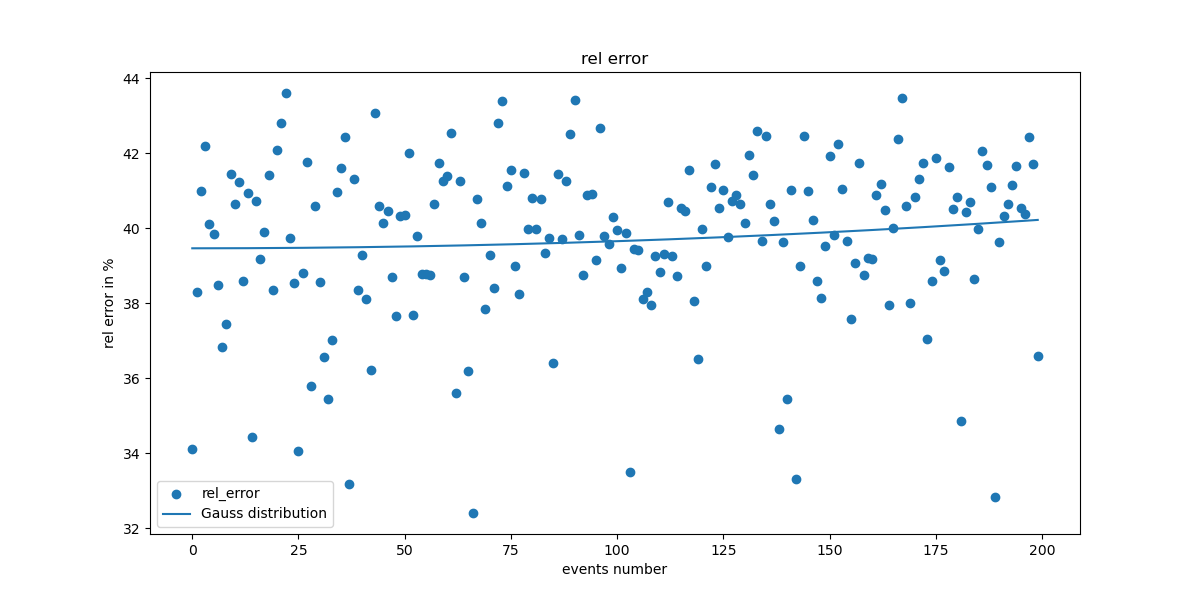 rel error
44
42
40
38
36
34
32
rel error in %
rel_error
Gauss distribution
0 25 50 75 100 125 150 175 200
events number